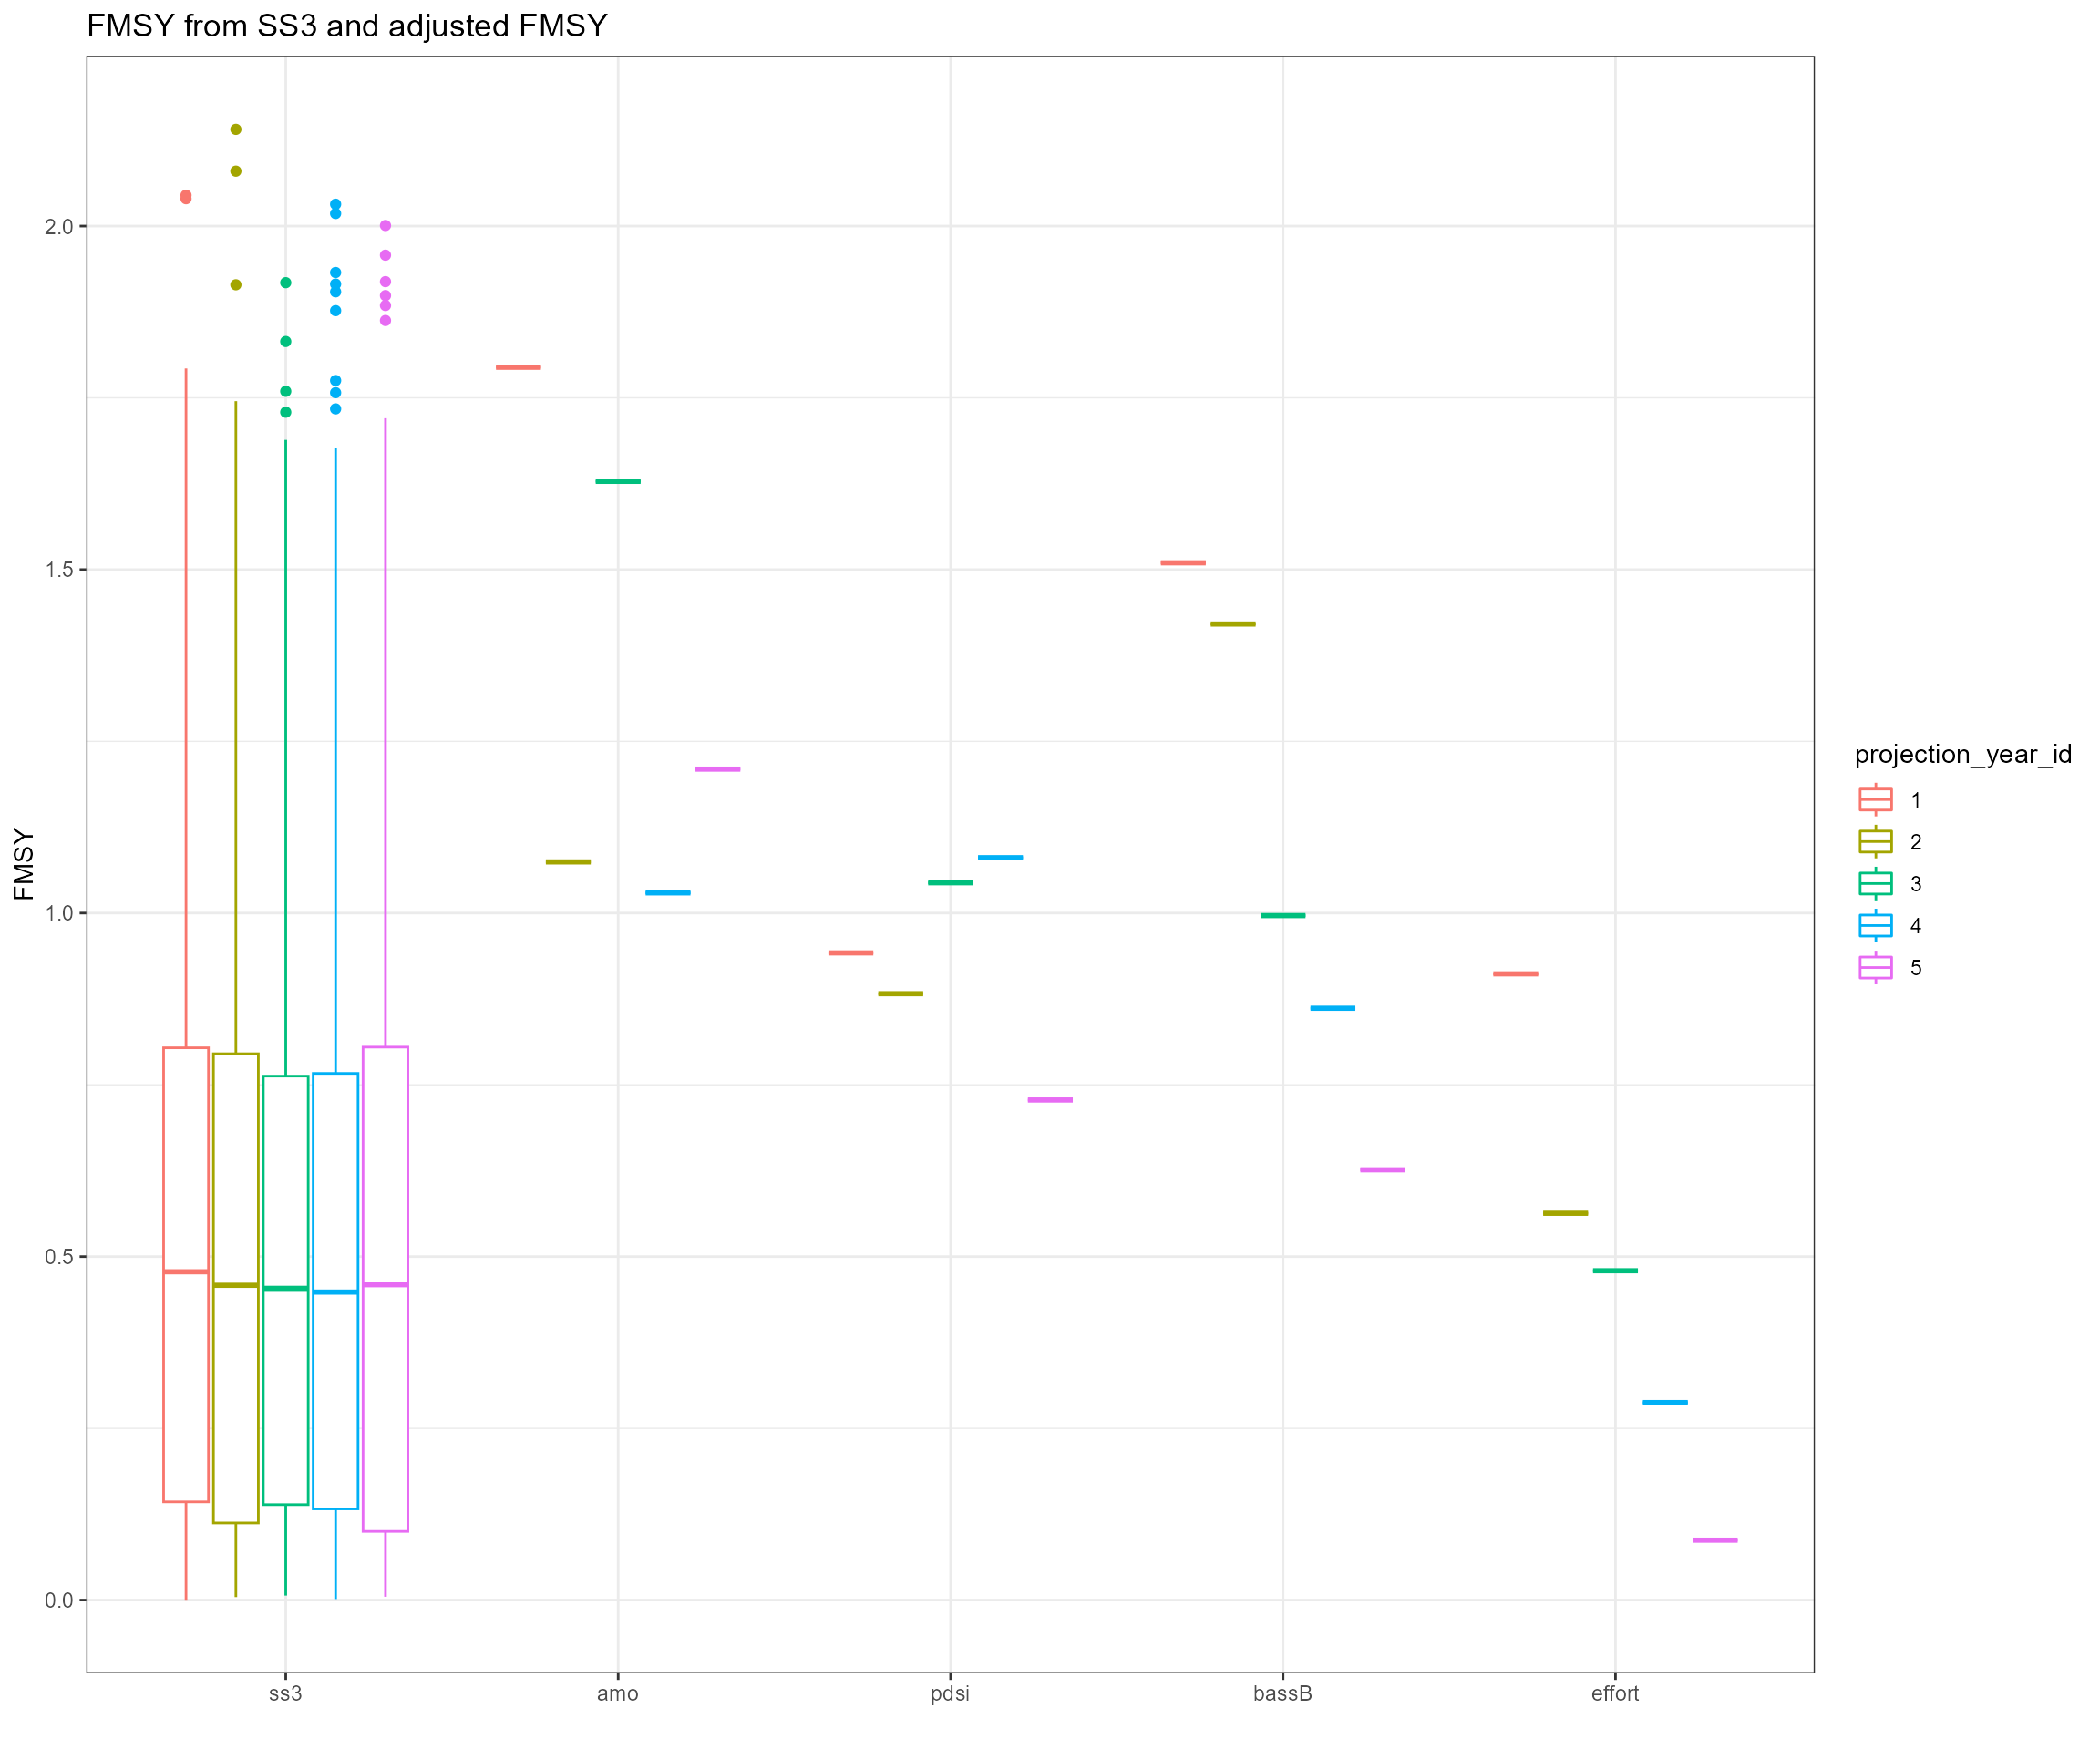 FMSY from SS3 and adjusted FMSY
FMSY
2.0
1.5
1.0
0.5
0.0
ss3
amo
pdsi
bassB
effort
projection_year_id
1
2
3
4
5